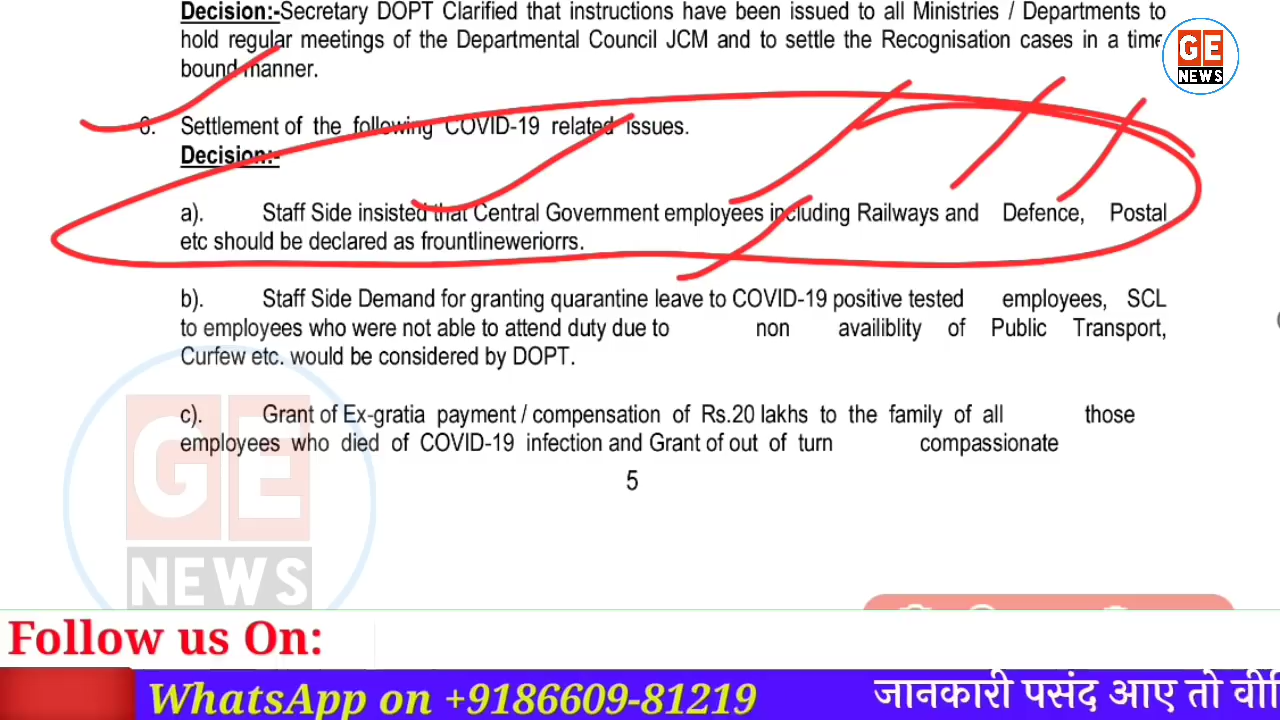 Decision:-Secretary DOPT Clarified that instructions have been issued to all Ministries / Departments to
hold regular meetings of the Departmental Council JCM and to settle the Recognisation cases in a time
bound manner.
GE
NEWS
6. Settlement of the following COVID-19 related issues.
Decision:-
a). Staff Side insisted that Central Government employees including Railways and Defence, Postal
etc should be declared as frountlineweriorrs.
b). Staff Side Demand for granting quarantine leave to COVID-19 positive tested employees, SCL
to employees who were not able to attend duty due to non availiblity of Public Transport,
Curfew etc. would be considered by DOPT.
c). Grant of Ex-gratia payment / compensation of Rs.20 lakhs to the family of all those
employees who died of COVID-19 infection and Grant of out of turn compassionate
5
GE
NEWS
Follow us On:
WhatsApp on +9186609-81219
जानकारी पसंद आए तो